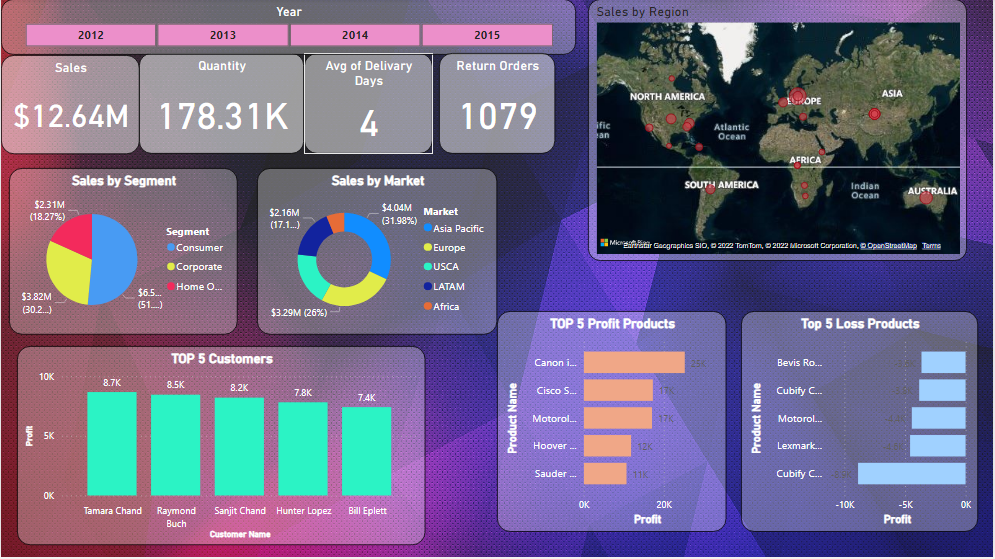 Year
2012
2013
2014
2015
Sales
$12.64M
Quantity
178.31K
Avg of Delivary
Days
4
Return Orders
1079
Sales by Region
NORTH AMERICA
EUROPE
ASIA
Atlantic
Ocean
AFRICA
SOUTH AMERICA
Indian
Ocean
AUSTRALIA
Earthstar Geographics SIO, © 2022 TomTom, © 2022 Microsoft Corporation, © OpenStreetMap Terms
Sales by Segment
$2.31M
(18.27%)
$3.82M
(30.2...)
$6.5...
(51....)
Segment
Consumer
Corporate
Home O...
Sales by Market
$2.16M
(17.1...)
$4.04M
(31.98%)
$3.29M (26%)
Market
Asia Pacific
Europe
USCA
LATAM
Africa
TOP 5 Customers
Profit
10K
5K
0K
8.7K
8.5K
8.2K
7.8K
7.4K
Tamara Chand
Raymond
Buch
Sanjit Chand
Hunter Lopez
Bill Eplett
Customer Name
TOP 5 Profit Products
Product Name
Canon i...
25K
Cisco S...
17K
Motorol...
17K
Hoover ...
12K
Sauder ...
11K
0K
20K
Profit
Top 5 Loss Products
Product Name
Bevis Ro...
Cubify C...
Motorol...
Lexmark...
Cubify C...
-10K
-5K
0K
Profit